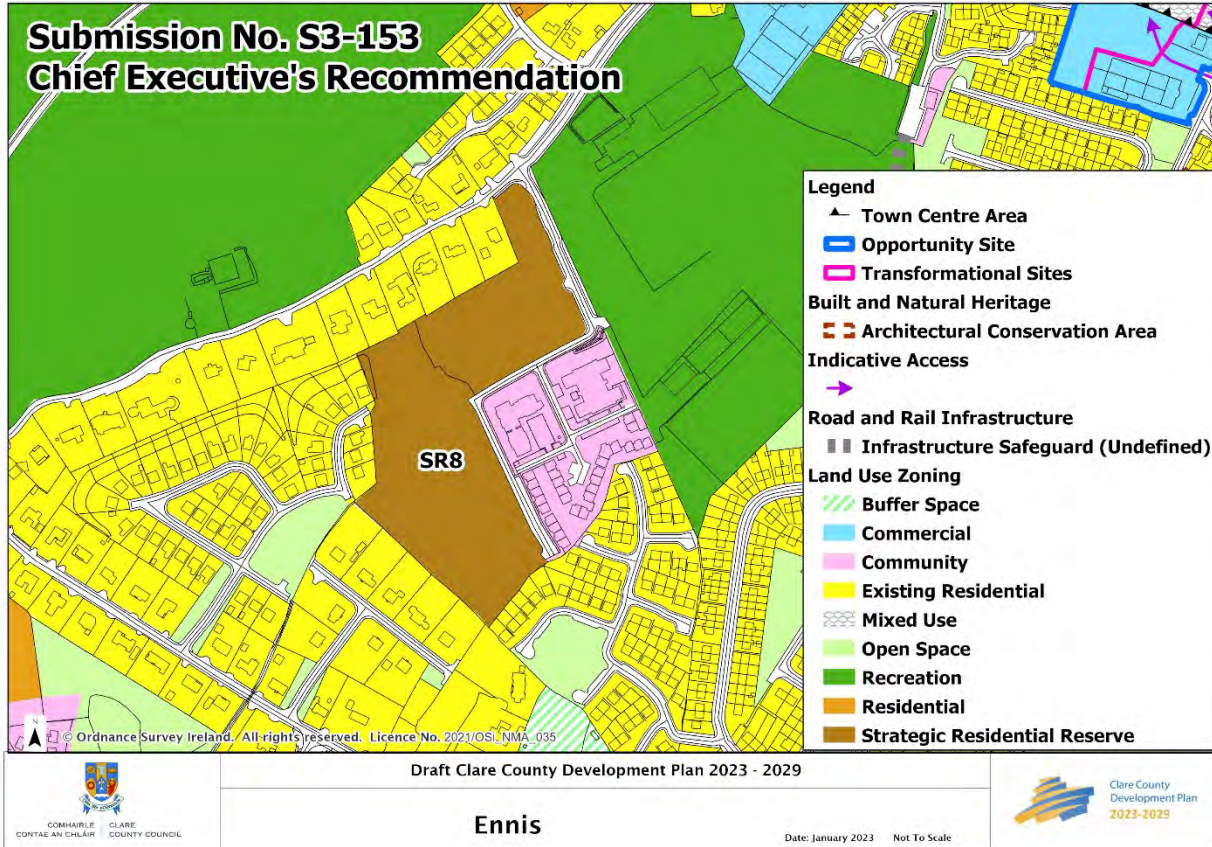 Submission No. S3-153
Chief Executive's Recommendation
SR8
Legend
Town Centre Area
Opportunity Site
Transformational Sites
Built and Natural Heritage
Architectural Conservation Area
Indicative Access
Road and Rail Infrastructure
Infrastructure Safeguard (Undefined)
Land Use Zoning
Buffer Space
Commercial
Community
Existing Residential
Mixed Use
Open Space
Recreation
Residential
Strategic Residential Reserve
N
© Ordnance Survey Ireland. All rights reserved. Licence No. 2021/OSi_NMA_035
COMHAIRLE CLARE
CONTAE AN CHLÁIR COUNTY COUNCIL
Draft Clare County Development Plan 2023 - 2029
Ennis
Date: January 2023 Not To Scale
Clare County
Development Plan
2023-2029